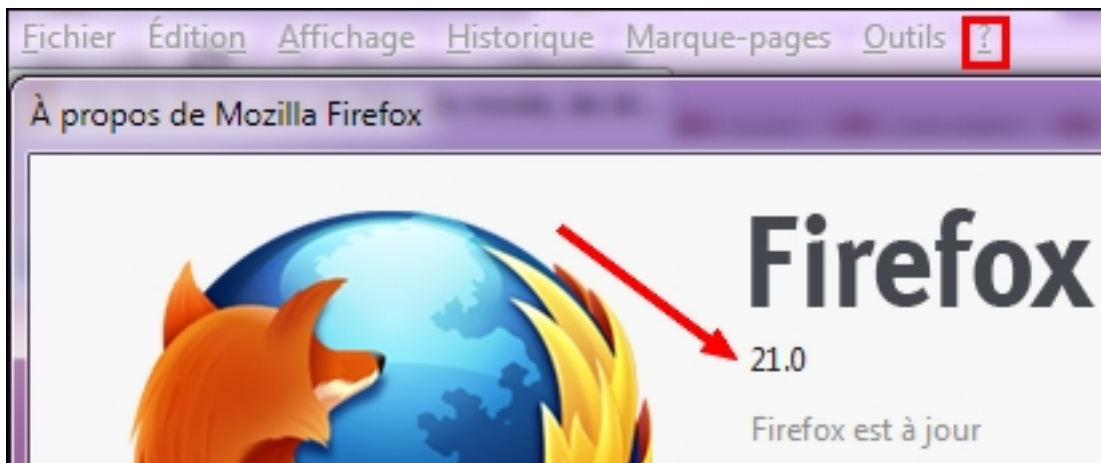 Fichier Édition Affichage Historique Marque-pages Outils ?
À propos de Mozilla Firefox
Firefox
21.0
Firefox est à jour